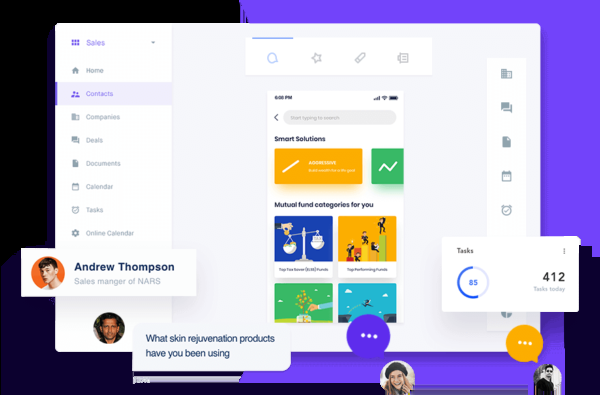 Sales
Home
Contacts
Companies
Deals
Documents
Calendar
Tasks
Online Calendar
Andrew Thompson
Sales manger of NARS
What skin rejuvenation products
have you been using
6:08 PM
Start typing to search
Smart Solutions
AGGRESSIVE
Mutual fund categories for you
Top Tax Saver (ELSS) Funds
Top Performing Funds
Tasks
85
412
Tasks today